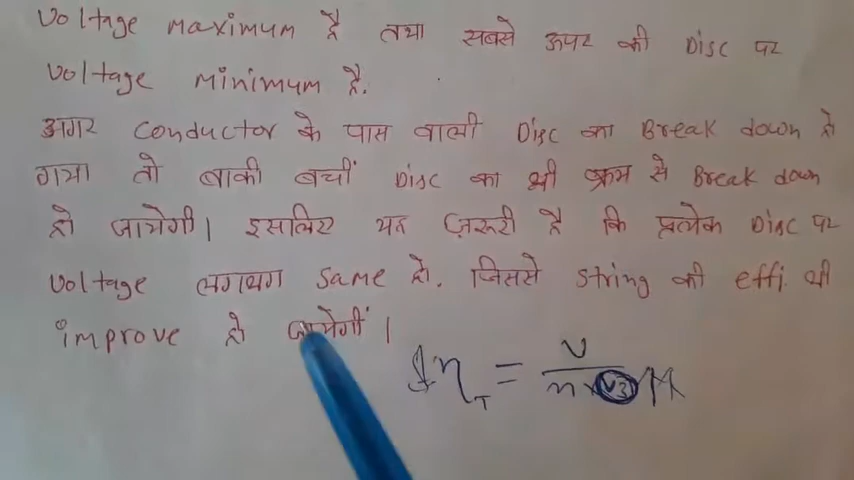 Voltage maximum है तथा सबसे ऊपर की Disc पर
Voltage minimum है.
अगर Conductor के पास वाली Disc का Break down हो
गया तो बाकी बचीं Disc का भी क्रम से Break down
हो जायेगी। इसलिए यह ज़रूरी है कि प्रत्येक Disc पर
Voltage लगभग same हो. जिससे string की effi. भी
improve हो जायेगीं।
η_T = V / n × V3